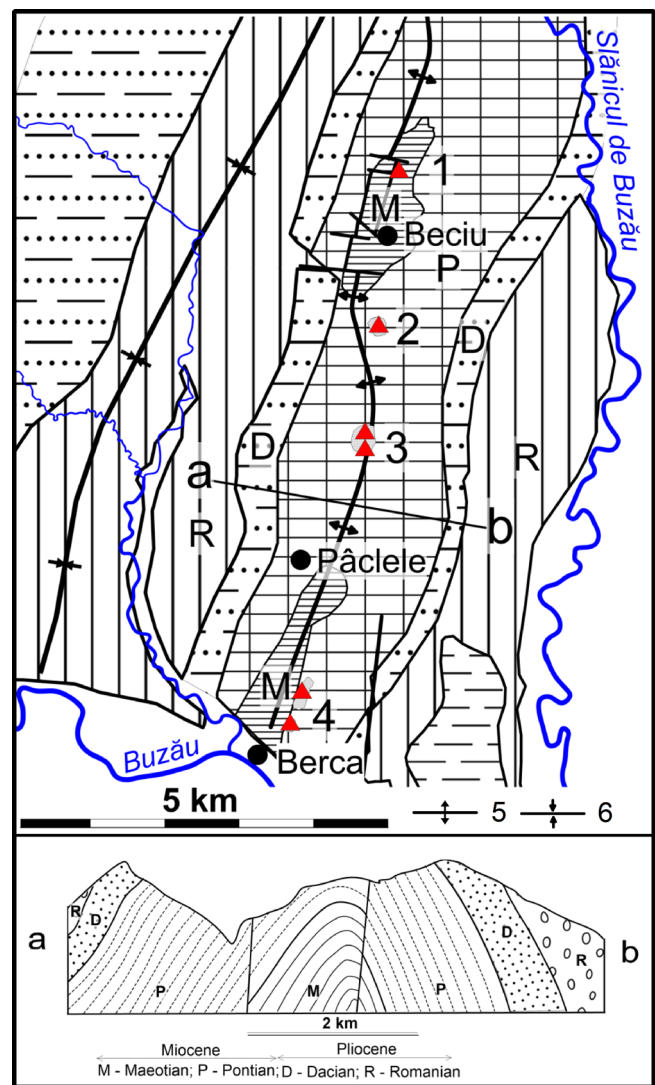 Slănicul de Buzău
1
M
Beciu
P
2
D
3
D
R
a
b
R
Pâclele
M
4
Buzău
Berca
5 km
5
6
a
R
D
P
M
P
D
R
b
2 km
Miocene Pliocene
M - Maeotian; P - Pontian; D - Dacian; R - Romanian